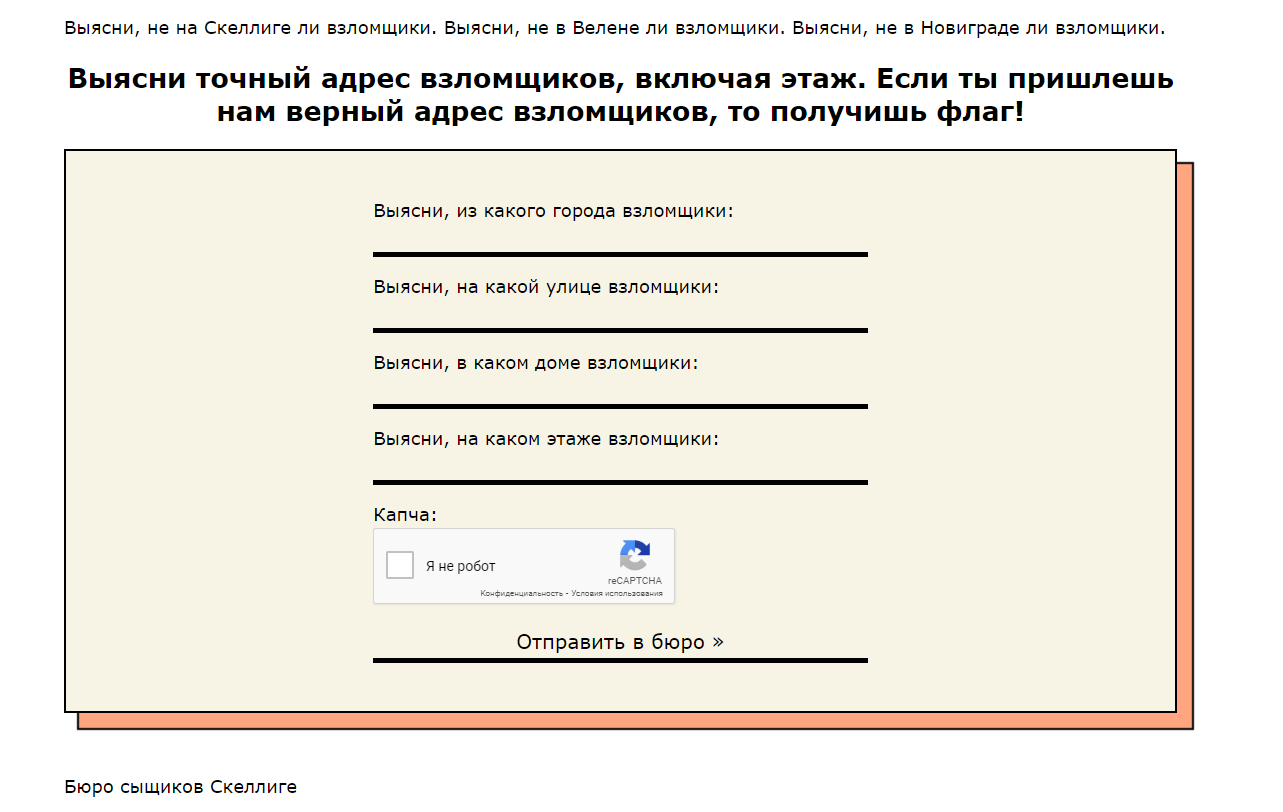 Выясни, не на Скеллиге ли взломщики. Выясни, не в Велене ли взломщики. Выясни, не в Новиграде ли взломщики.
Выясни точный адрес взломщиков, включая этаж. Если ты пришлешь
нам верный адрес взломщиков, то получишь флаг!
Выясни, из какого города взломщики:
Выясни, на какой улице взломщики:
Выясни, в каком доме взломщики:
Выясни, на каком этаже взломщики:
Капча:
Я не робот
reCAPTCHA
Конфиденциальность - Условия использования
Отправить в бюро »
Бюро сыщиков Скеллиге